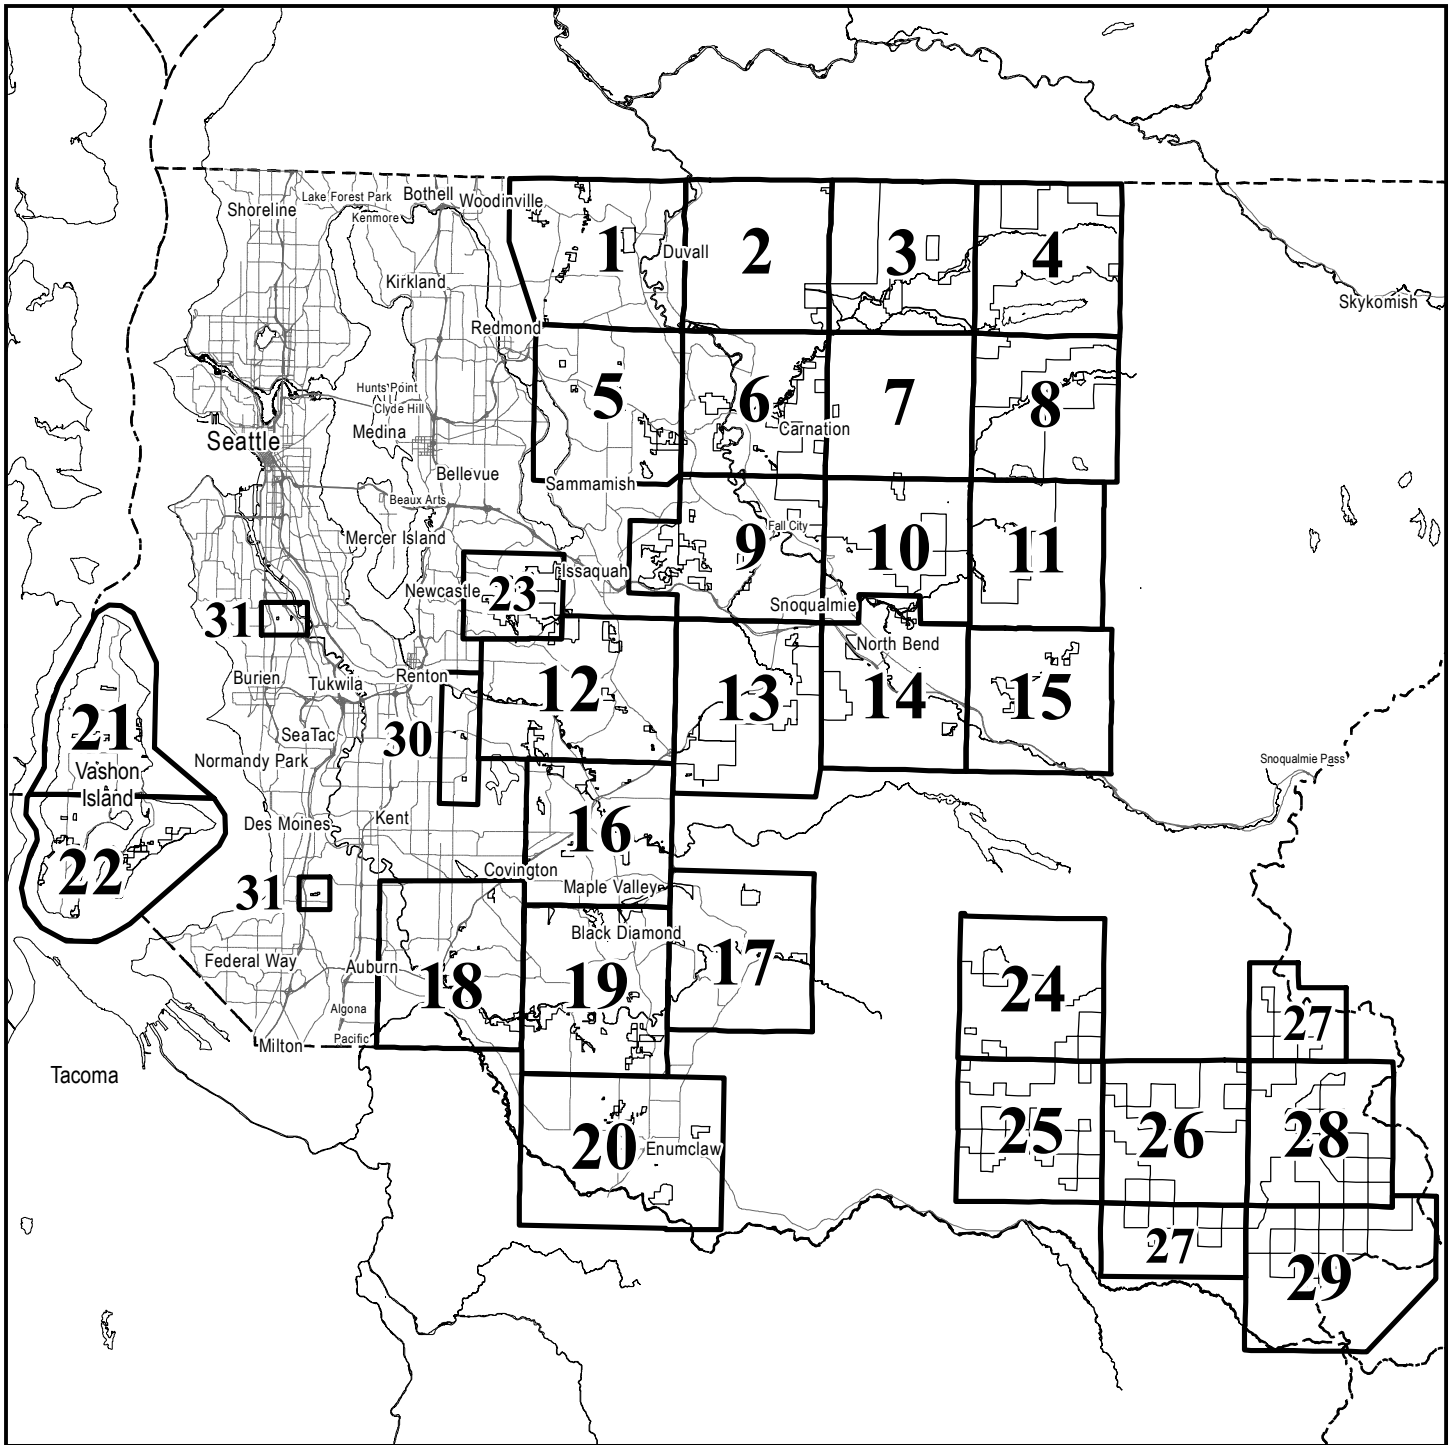 Lake Forest Park
Bothell
Woodinville
Shoreline
Kenmore
1
Duvall
2
3
4
Kirkland
Skykomish
Redmond
Hunts Point
Clyde Hill
5
6
7
8
Medina
Carnation
Seattle
Bellevue
Sammamish
Beaux Arts
Mercer Island
Fall City
9
10
11
Issaquah
Newcastle
23
Snoqualmie
31
North Bend
Burien
Tukwila
Renton
12
13
14
15
21
SeaTac
30
Normandy Park
Snoqualmie Pass
Vashon
Island
Des Moines
Kent
16
22
Covington
Maple Valley
31
Black Diamond
Federal Way
Auburn
18
19
17
24
Algona
27
Milton
Pacific
Tacoma
20
Enumclaw
25
26
28
27
29